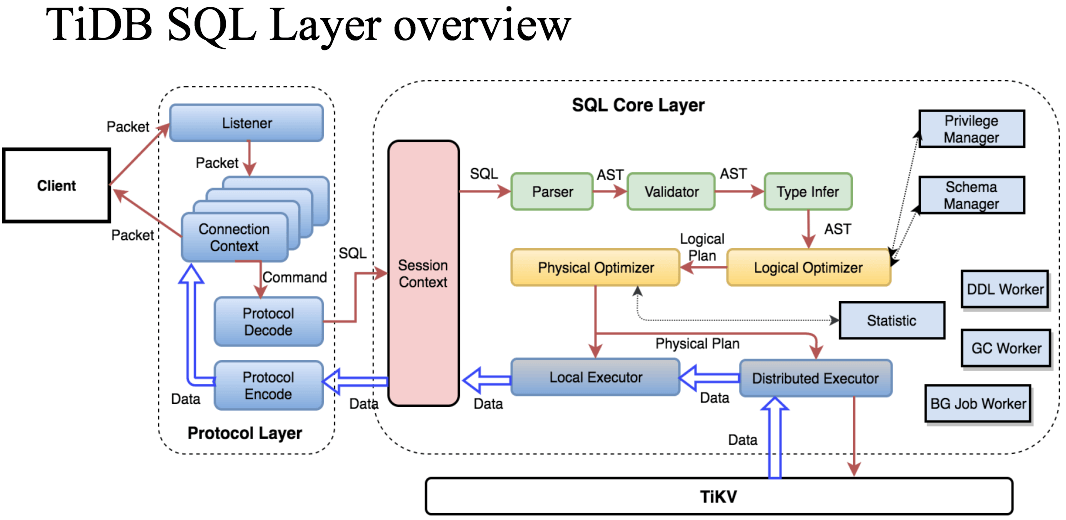 TiDB SQL Layer overview
SQL Core Layer
Packet
Listener
Privilege
Manager
Client
Packet
SQL
Parser
AST
Validator
AST
Type Infer
Schema
Manager
Packet
Connection
Context
SQL
AST
Session
Context
Command
Physical Optimizer
Logical
Plan
Logical Optimizer
DDL Worker
Protocol
Decode
Statistic
Physical Plan
GC Worker
Protocol
Encode
Data
Data
Data
Local Executor
Data
Distributed Executor
BG Job Worker
Protocol Layer
Data
TiKV